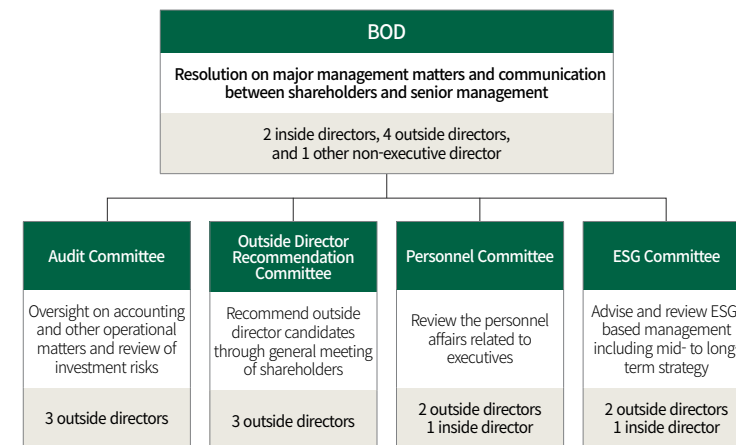 BOD
Resolution on major management matters and communication
between shareholders and senior management
2 inside directors, 4 outside directors,
and 1 other non-executive director
Audit Committee
Oversight on accounting
and other operational
matters and review of
investment risks
3 outside directors
Outside Director
Recommendation
Committee
Recommend outside
director candidates
through general meeting
of shareholders
3 outside directors
Personnel Committee
Review the personnel
affairs related to
executives
2 outside directors
1 inside director
ESG Committee
Advise and review ESG
based management
including mid- to long
term strategy
2 outside directors
1 inside director